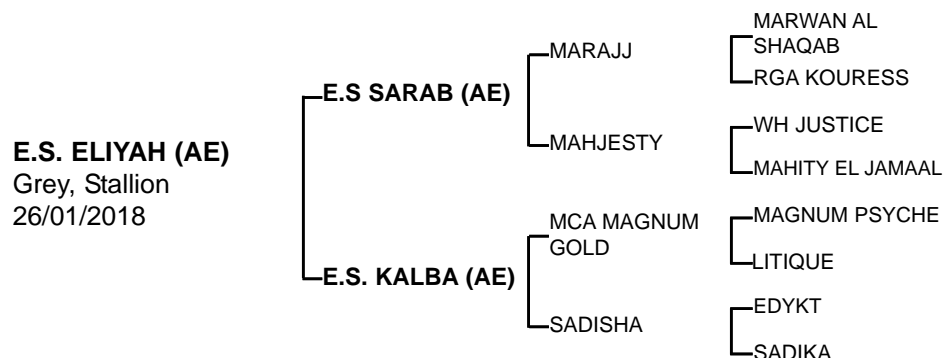 E.S. ELIYAH (AE)
Grey, Stallion
26/01/2018
E.S SARAB (AE)
E.S. KALBA (AE)
MARAJJ
MAHJESTY
MCA MAGNUM
GOLD
SADISHA
MARWAN AL
SHAQAB
RGA KOURESS
WH JUSTICE
MAHITY EL JAMAAL
MAGNUM PSYCHE
LITIQUE
EDYKT
SADIKA